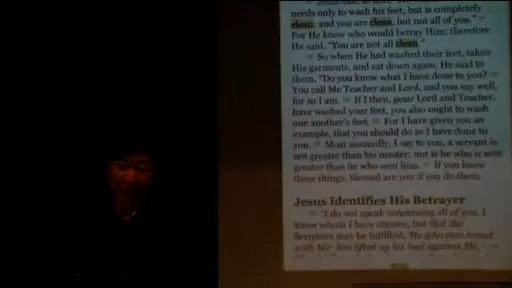 needs only to wash his feet, but is completely
clean; and you are clean, but not all of you."
For He knew who would betray Him; therefore
He said, "You are not all clean."
So when He had washed their feet, taken
His garments, and sat down again, He said to
them, "Do you know what I have done to you?
You call Me Teacher and Lord, and you say well,
for so I am. If I then, your Lord and Teacher,
have washed your feet, you also ought to wash
one another's feet. For I have given you an
example, that you should do as I have done to
you. Most assuredly, I say to you, a servant is
not greater than his master; nor is he who is sent
greater than he who sent him. If you know
these things, blessed are you if you do them.
Jesus Identifies His Betrayer
"I do not speak concerning all of you. I
know whom I have chosen; but that the
Scripture may be fulfilled, 'He who eats bread
with Me has lifted up his heel against Me.'